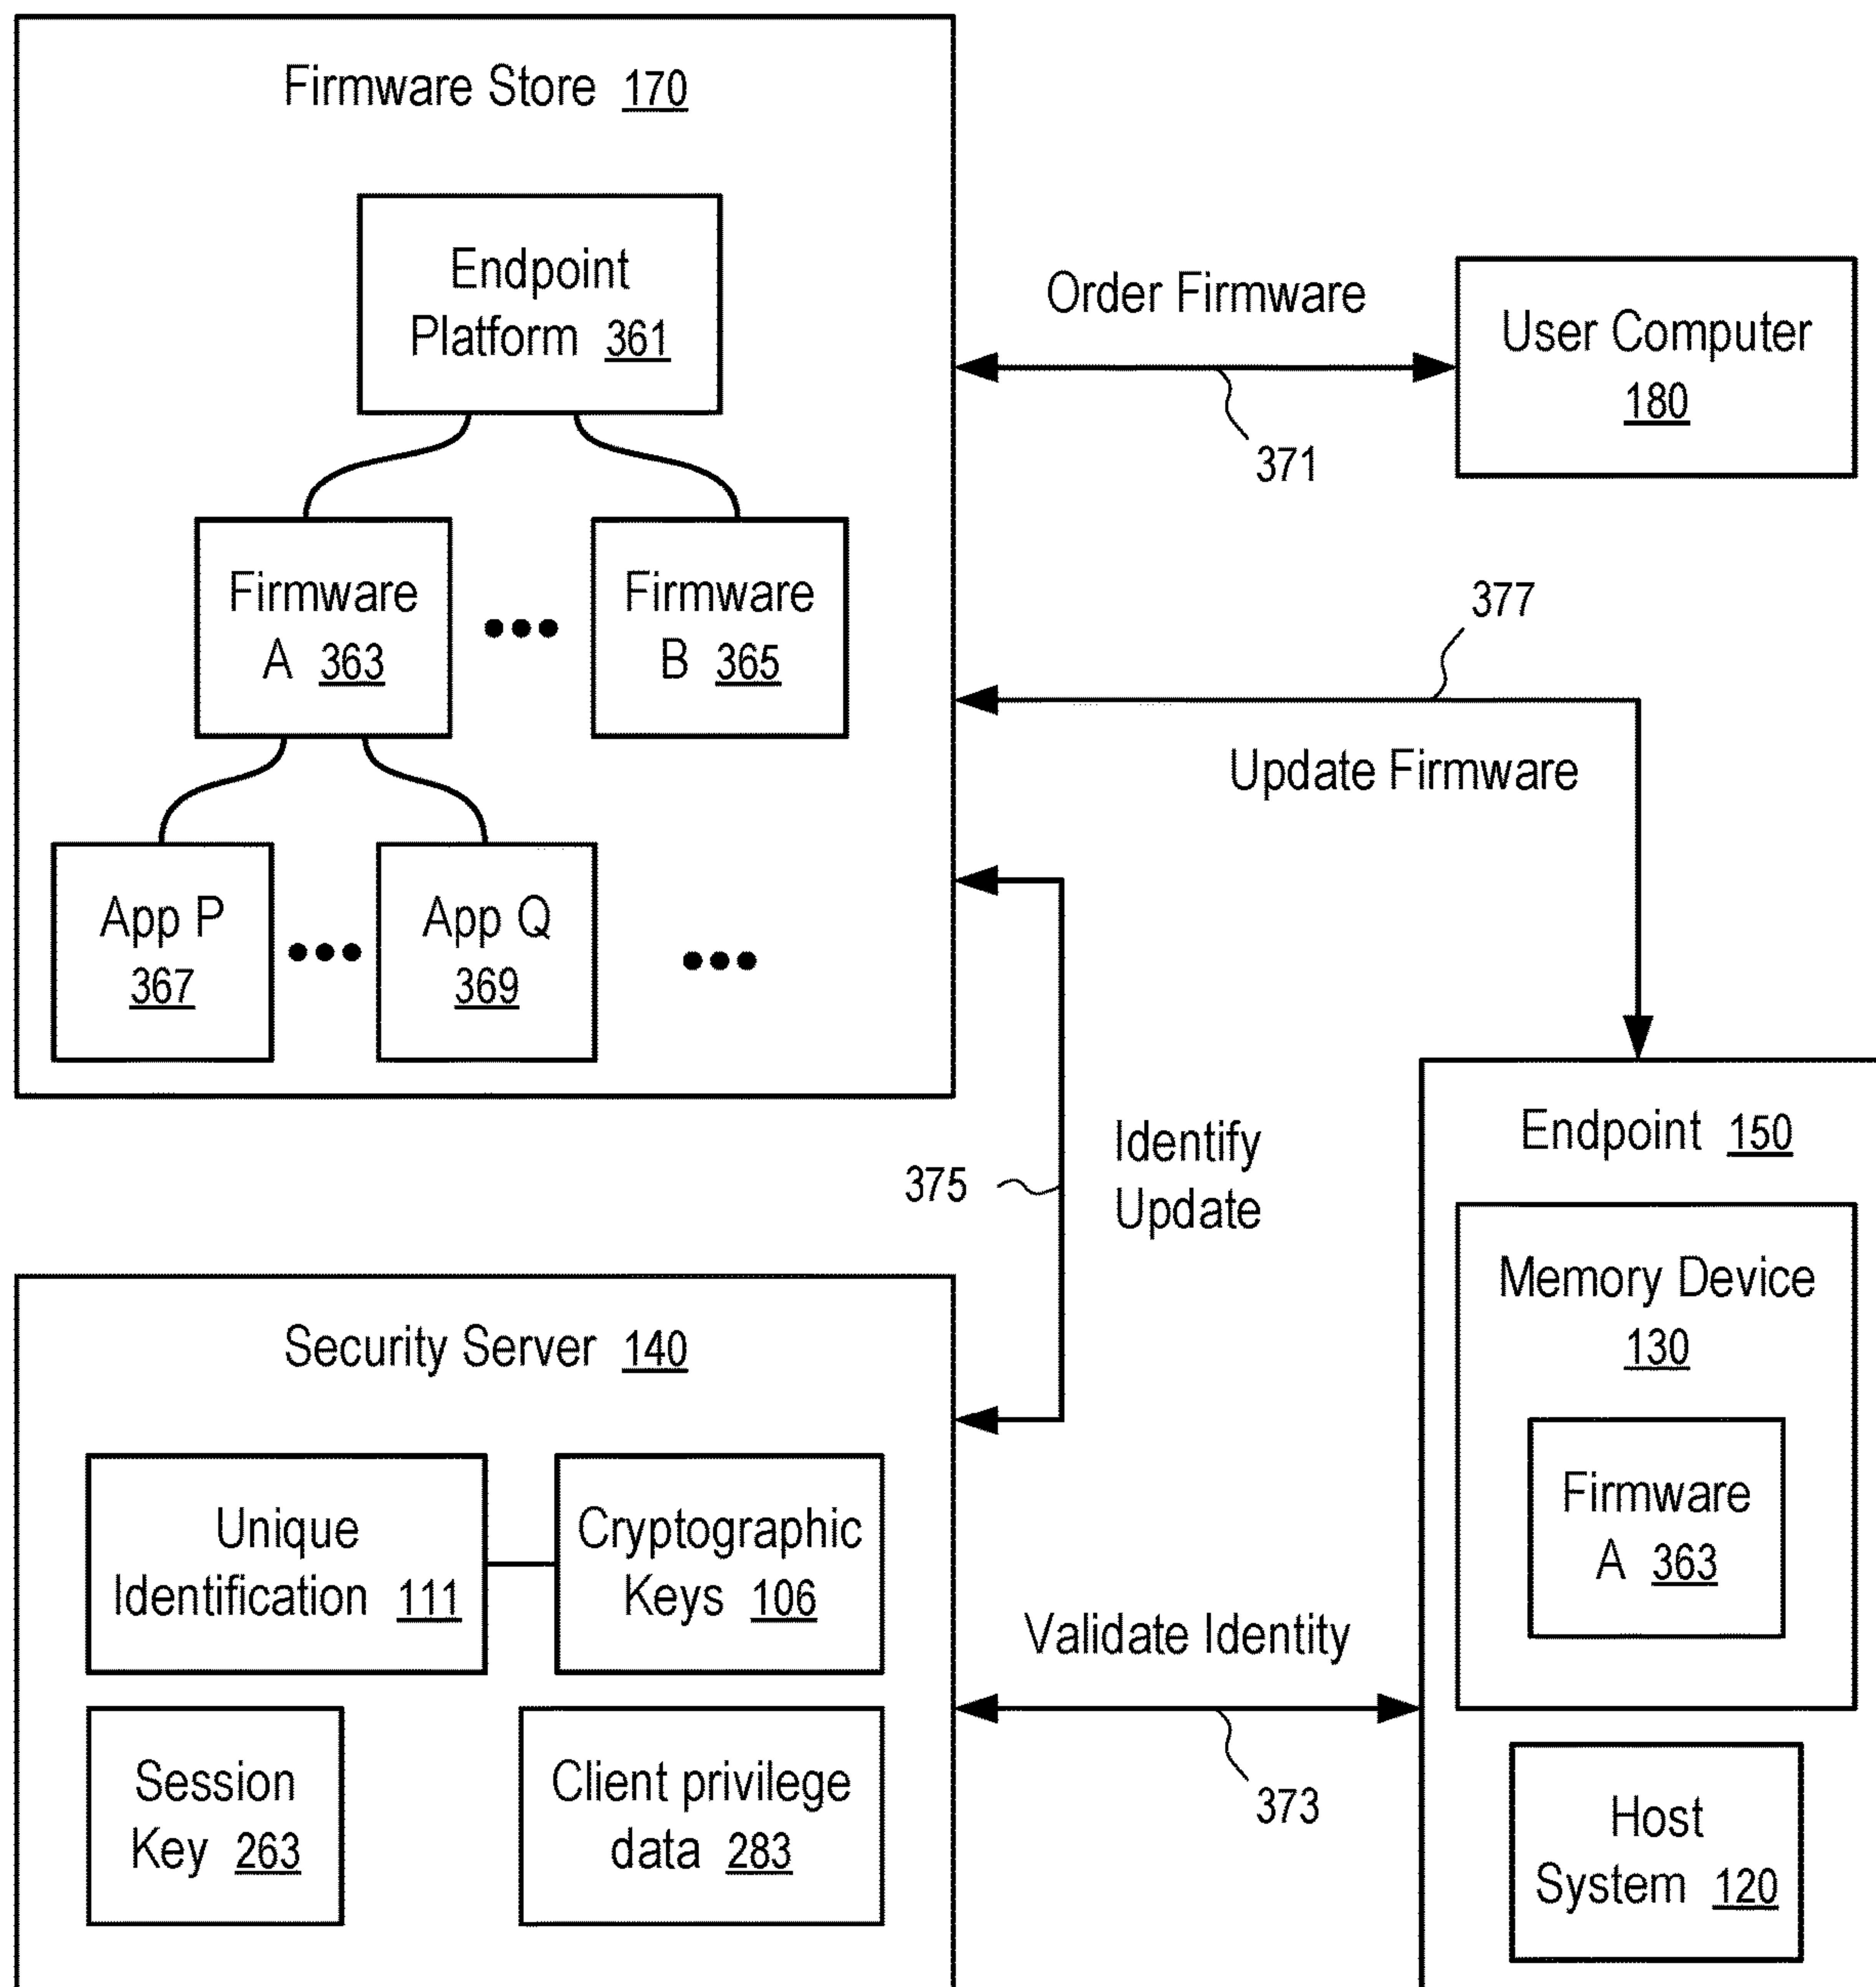 Firmware Store 170
Endpoint
Platform 361
Order Firmware
User Computer
180
371
Firmware
A 363
Firmware
B 365
377
Update Firmware
App P
367
App Q
369
Identify
Update
375
Endpoint 150
Memory Device
130
Firmware
A 363
Host
System 120
Security Server 140
Unique
Identification 111
Cryptographic
Keys 106
Validate Identity
373
Session
Key 263
Client privilege
data 283